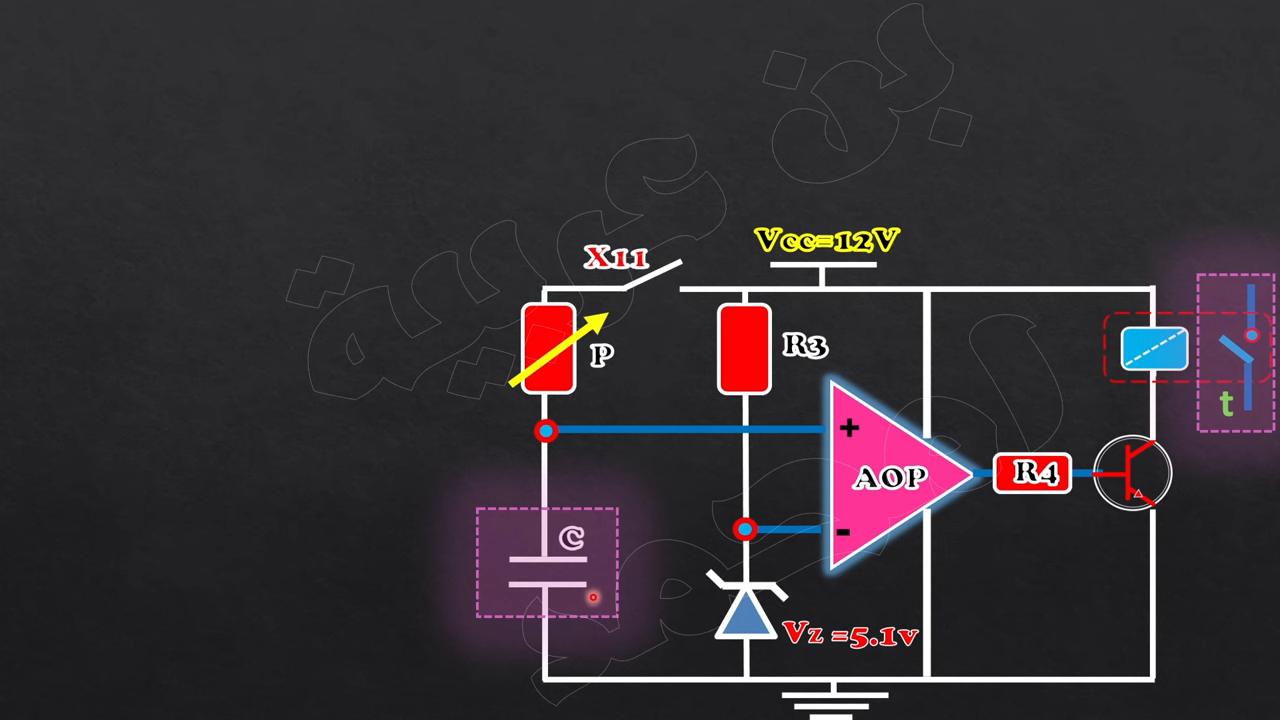 Vcc=12V
X11
R3
P
t
+
AOP
R4
C
-
Vz =5.1v